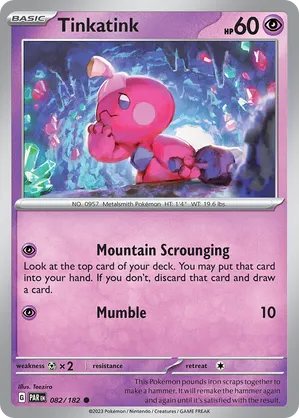 BASIC
Tinkatink
HP60
NO. 0957 Metalsmith Pokémon HT: 1'4" WT: 19.6 lbs
Mountain Scrounging
Look at the top card of your deck. You may put that card
into your hand. If you don't, discard that card and draw
a card.
Mumble 10
weakness ×2 resistance retreat
Illus. Teeziro
This Pokémon pounds iron scraps together to
make a hammer. It will remake the hammer again
and again until it's satisfied with the result.
G PAR EN 082/182
©2023 Pokémon / Nintendo / Creatures / GAME FREAK